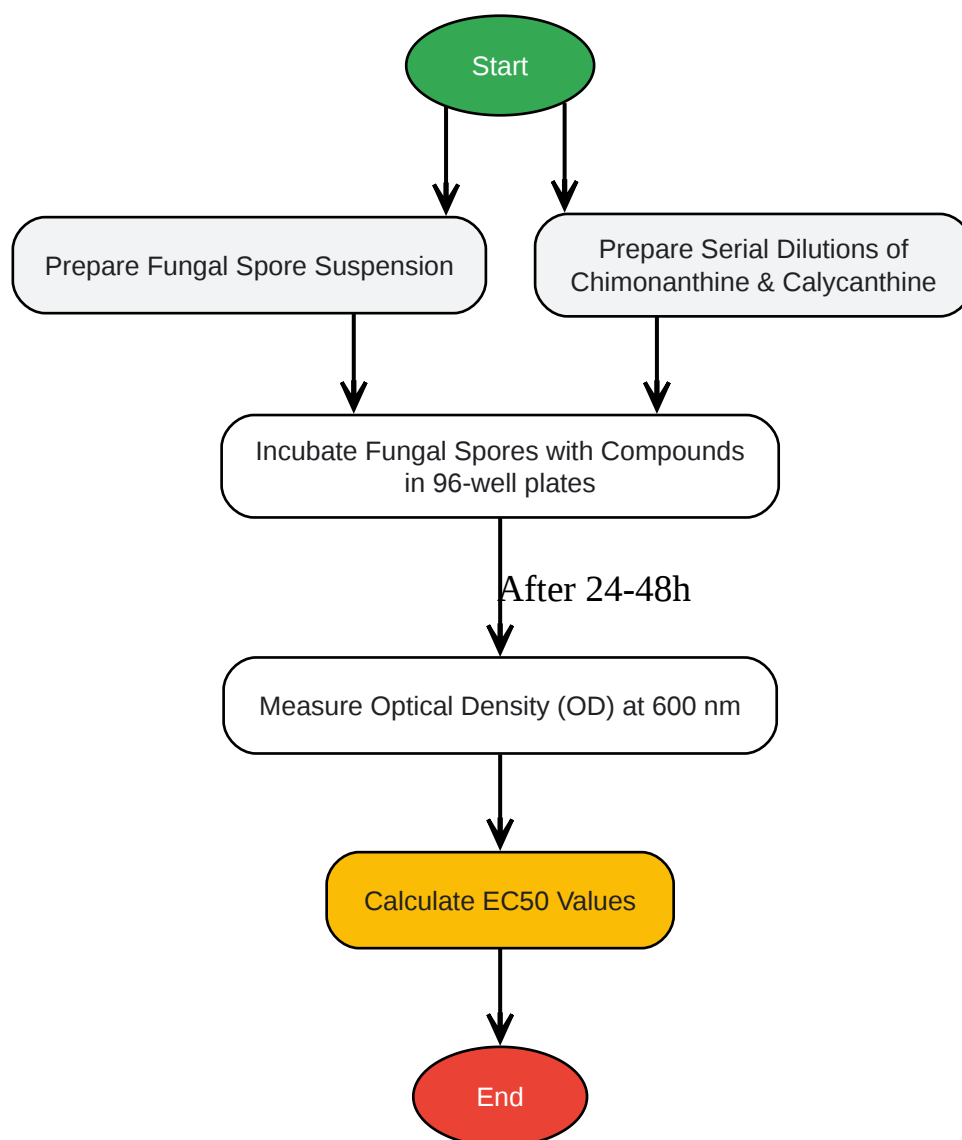 Start
Prepare Fungal Spore Suspension
Prepare Serial Dilutions of
Chimonanthine & Calycanthine
Incubate Fungal Spores with Compounds
in 96-well plates
After 24-48h
Measure Optical Density (OD) at 600 nm
Calculate EC50 Values
End